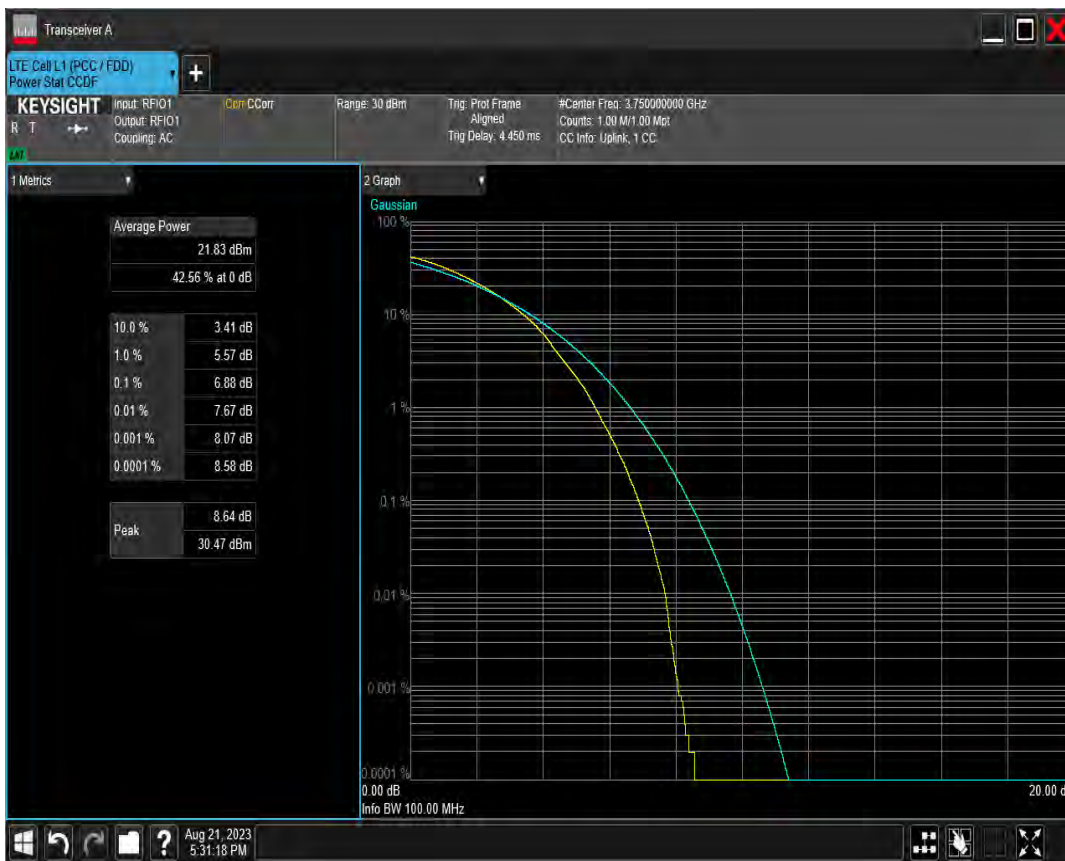 Transceiver A
LTE Cell L1 (PCC / FDD)
Power Stat CCDF
+
KEYSIGHT
R T
LXI
Input: RFIO1
Output: RFIO1
Coupling: AC
Corr CCorr
Range: 30 dBm
Trig: Prot Frame
Aligned
Trig Delay: 4.450 ms
#Center Freq: 3.750000000 GHz
Counts: 1.00 M/1.00 Mpt
CC Info: Uplink, 1 CC
1 Metrics
Average Power
21.83 dBm
42.56 % at 0 dB
10.0 % 3.41 dB
1.0 % 5.57 dB
0.1 % 6.88 dB
0.01 % 7.67 dB
0.001 % 8.07 dB
0.0001 % 8.58 dB
Peak 8.64 dB
30.47 dBm
2 Graph
Gaussian
100 %
10 %
1 %
0.1 %
0.01 %
0.001 %
0.0001 %
0.00 dB
20.00 d
Info BW 100.00 MHz
?
Aug 21, 2023
5:31:18 PM